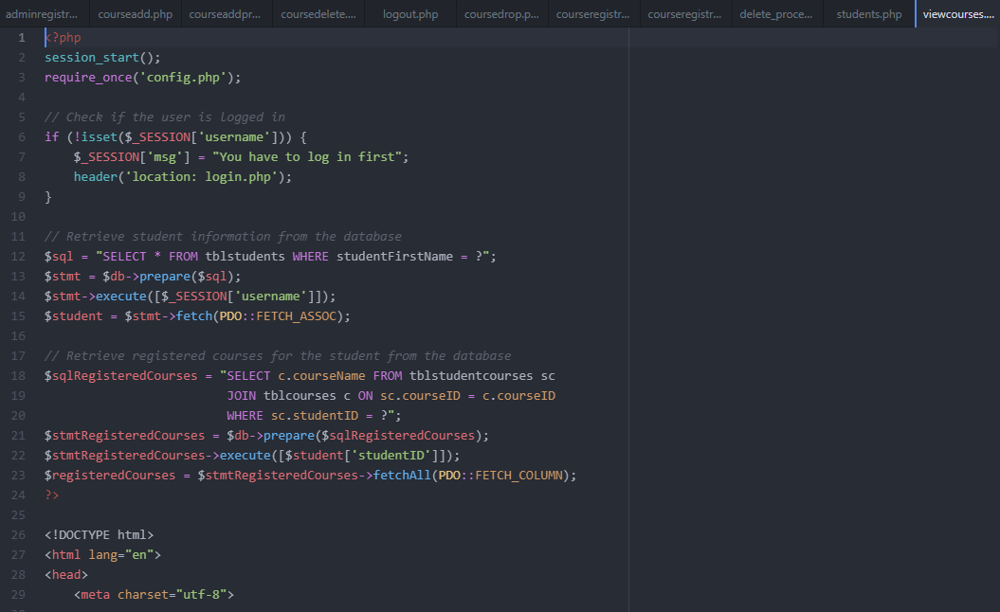 adminregistr... courseadd.php courseaddpr... coursedelete.... logout.php coursedrop.p... courseregistr... courseregistr... delete_proce... students.php viewcourses....
1 <?php
2 session_start();
3 require_once('config.php');
4
5 // Check if the user is logged in
6 if (!isset($_SESSION['username'])) {
7     $_SESSION['msg'] = "You have to log in first";
8     header('location: login.php');
9 }
10
11 // Retrieve student information from the database
12 $sql = "SELECT * FROM tblstudents WHERE studentFirstName = ?";
13 $stmt = $db->prepare($sql);
14 $stmt->execute([$_SESSION['username']]);
15 $student = $stmt->fetch(PDO::FETCH_ASSOC);
16
17 // Retrieve registered courses for the student from the database
18 $sqlRegisteredCourses = "SELECT c.courseName FROM tblstudentcourses sc
19                          JOIN tblcourses c ON sc.courseID = c.courseID
20                          WHERE sc.studentID = ?";
21 $stmtRegisteredCourses = $db->prepare($sqlRegisteredCourses);
22 $stmtRegisteredCourses->execute([$student['studentID']]);
23 $registeredCourses = $stmtRegisteredCourses->fetchAll(PDO::FETCH_COLUMN);
24 ?>
25
26 <!DOCTYPE html>
27 <html lang="en">
28 <head>
29     <meta charset="utf-8">